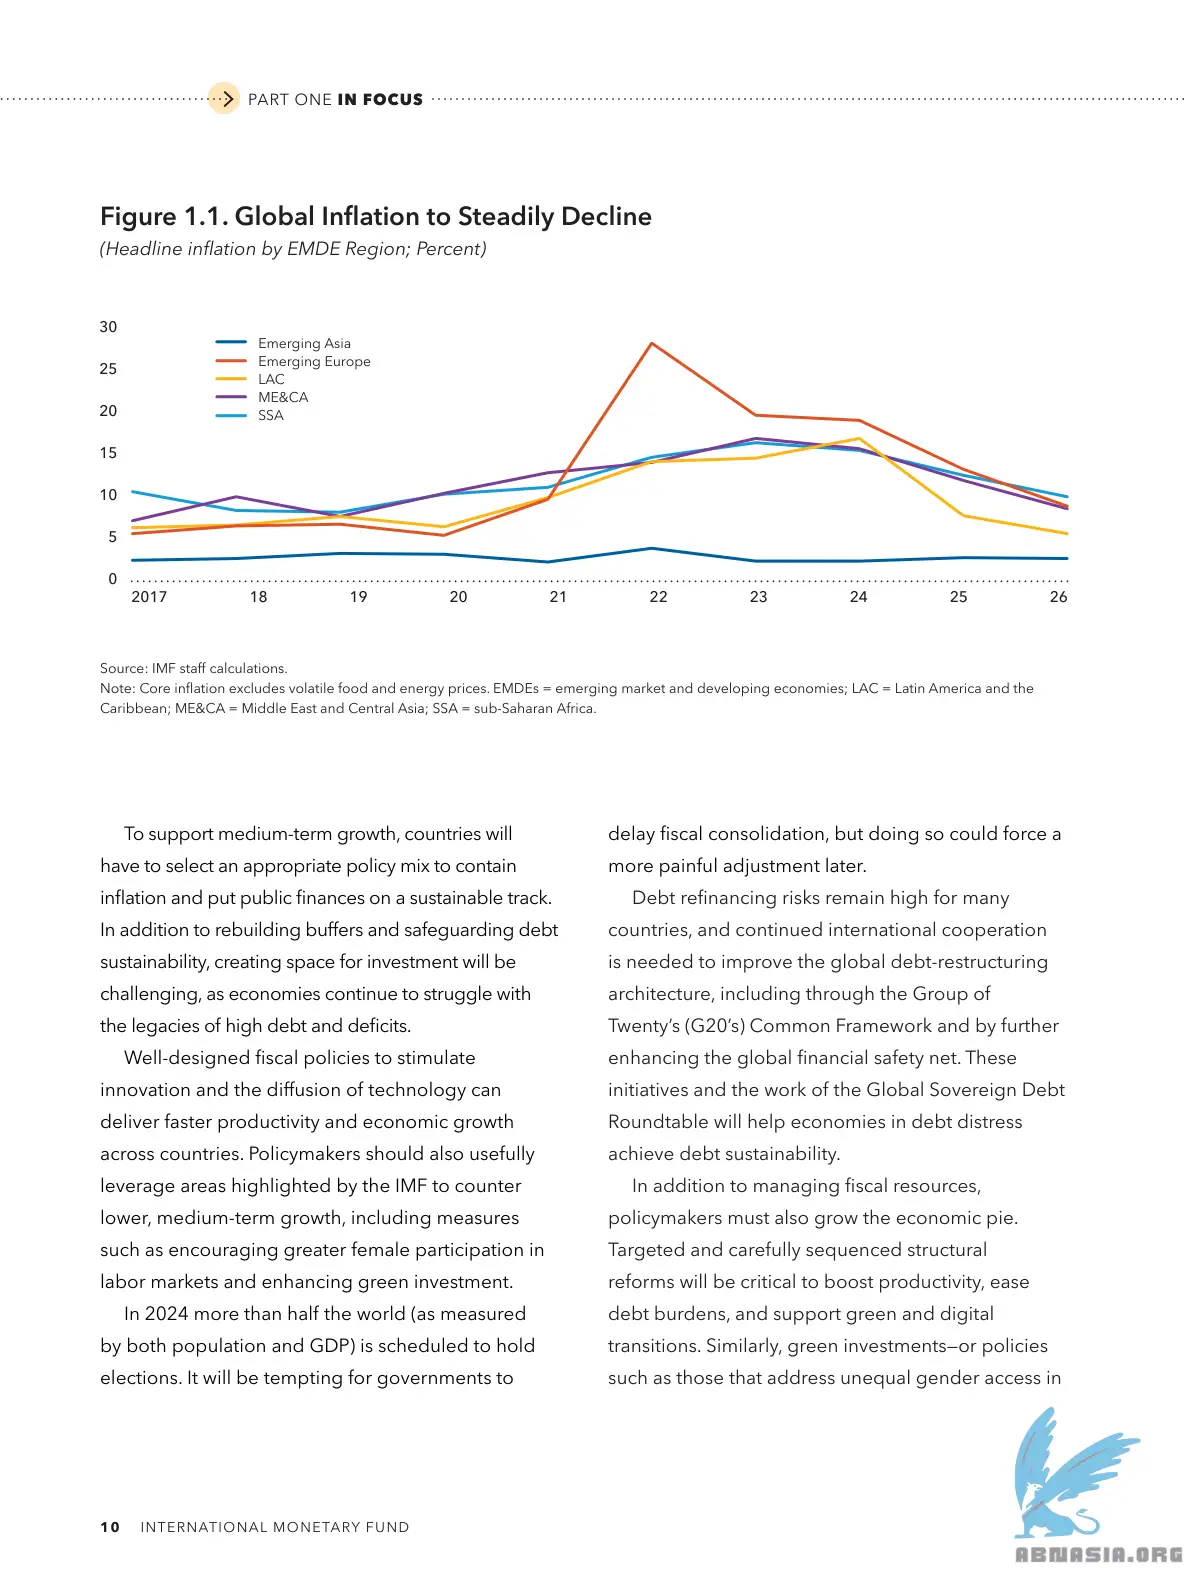 PART ONE IN FOCUS
Figure 1.1. Global Inflation to Steadily Decline
(Headline inflation by EMDE Region; Percent)
30
25
20
15
10
5
0
Emerging Asia
Emerging Europe
LAC
ME&CA
SSA
2017 18 19 20 21 22 23 24 25 26
Source: IMF staff calculations.
Note: Core inflation excludes volatile food and energy prices. EMDEs = emerging market and developing economies; LAC = Latin America and the
Caribbean; ME&CA = Middle East and Central Asia; SSA = sub-Saharan Africa.
To support medium-term growth, countries will
have to select an appropriate policy mix to contain
inflation and put public finances on a sustainable track.
In addition to rebuilding buffers and safeguarding debt
sustainability, creating space for investment will be
challenging, as economies continue to struggle with
the legacies of high debt and deficits.
Well-designed fiscal policies to stimulate
innovation and the diffusion of technology can
deliver faster productivity and economic growth
across countries. Policymakers should also usefully
leverage areas highlighted by the IMF to counter
lower, medium-term growth, including measures
such as encouraging greater female participation in
labor markets and enhancing green investment.
In 2024 more than half the world (as measured
by both population and GDP) is scheduled to hold
elections. It will be tempting for governments to
delay fiscal consolidation, but doing so could force a
more painful adjustment later.
Debt refinancing risks remain high for many
countries, and continued international cooperation
is needed to improve the global debt-restructuring
architecture, including through the Group of
Twenty's (G20's) Common Framework and by further
enhancing the global financial safety net. These
initiatives and the work of the Global Sovereign Debt
Roundtable will help economies in debt distress
achieve debt sustainability.
In addition to managing fiscal resources,
policymakers must also grow the economic pie.
Targeted and carefully sequenced structural
reforms will be critical to boost productivity, ease
debt burdens, and support green and digital
transitions. Similarly, green investments—or policies
such as those that address unequal gender access in
10 INTERNATIONAL MONETARY FUND
ABNASIA.ORG